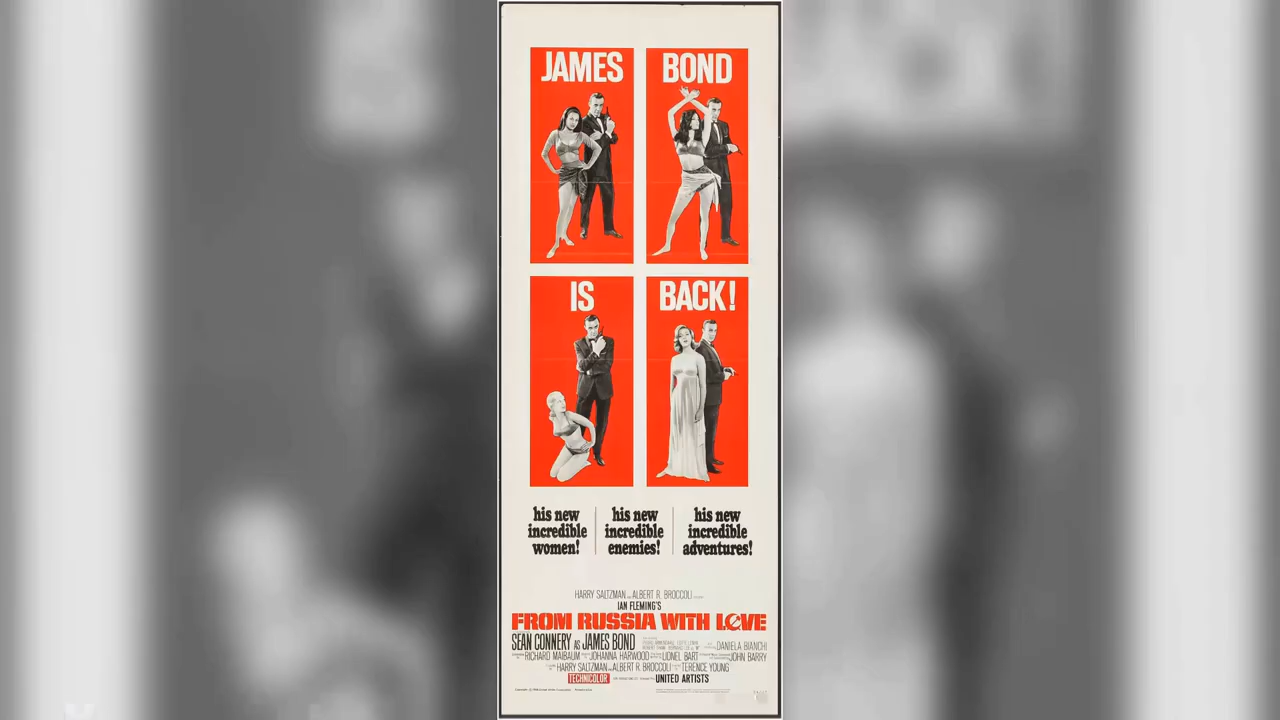 JAMES BOND
IS BACK!
his new
incredible
women!
his new
incredible
enemies!
his new
incredible
adventures!
HARRY SALTZMAN AND ALBERT R. BROCCOLI
IAN FLEMING'S
FROM RUSSIA WITH LOVE
SEAN CONNERY AS JAMES BOND
DANIELA BIANCHI
RICHARD MAIBAUM JOHANNA HARWOOD LIONEL BART JOHN BARRY
HARRY SALTZMAN AND ALBERT R. BROCCOLI TERENCE YOUNG
TECHNICOLOR UNITED ARTISTS